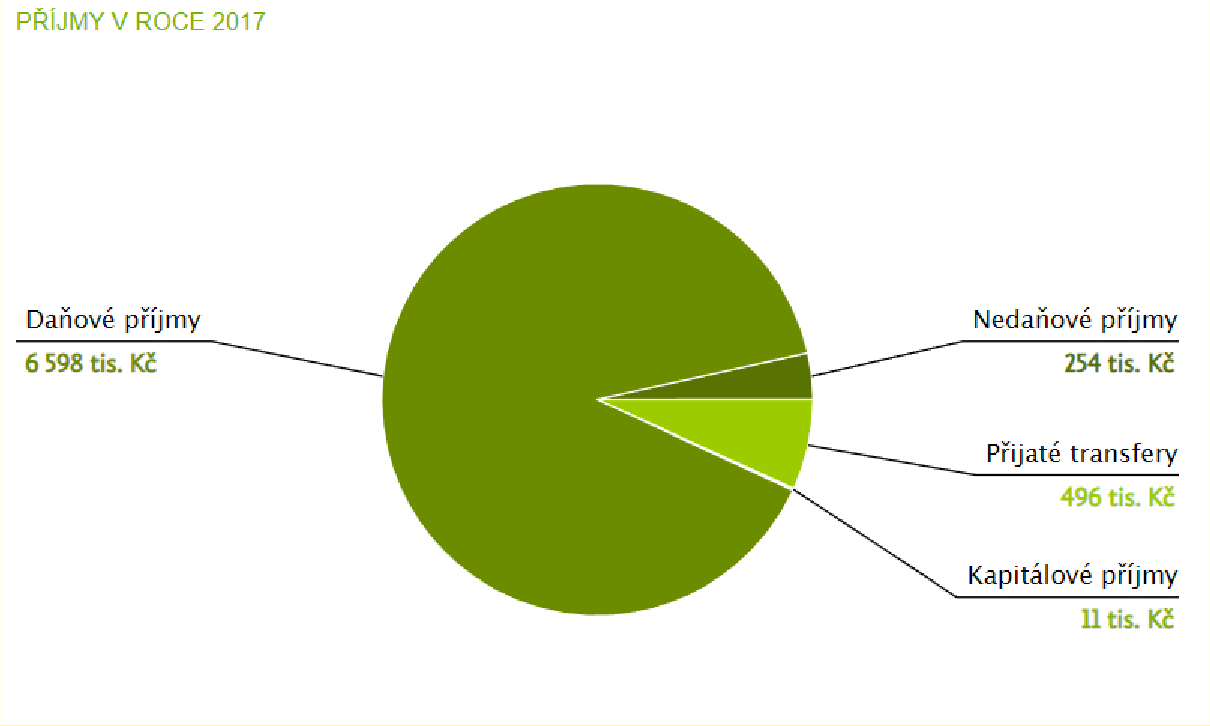 PŘÍJMY V ROCE 2017
Daňové příjmy
6 598 tis. Kč
Nedaňové příjmy
254 tis. Kč
Přijaté transfery
496 tis. Kč
Kapitálové příjmy
11 tis. Kč